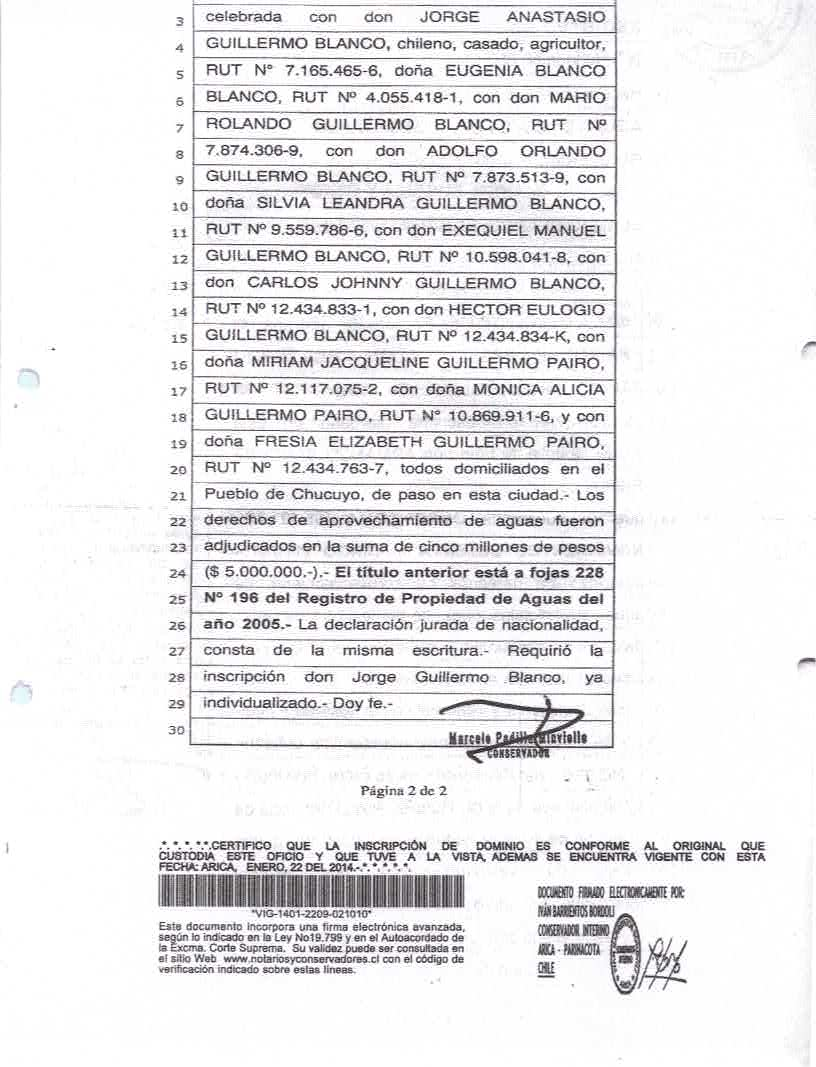 3 celebrada con don JORGE ANASTASIO
4 GUILLERMO BLANCO, chileno, casado, agricultor,
5 RUT Nº 7.165.465-6, doña EUGENIA BLANCO
6 BLANCO, RUT Nº 4.055.418-1, con don MARIO
7 ROLANDO GUILLERMO BLANCO, RUT Nº
8 7.874.306-9, con don ADOLFO ORLANDO
9 GUILLERMO BLANCO, RUT Nº 7.873.513-9, con
10 doña SILVIA LEANDRA GUILLERMO BLANCO,
11 RUT Nº 9.559.786-6, con don EXEQUIEL MANUEL
12 GUILLERMO BLANCO, RUT Nº 10.598.041-8, con
13 don CARLOS JOHNNY GUILLERMO BLANCO,
14 RUT Nº 12.434.833-1, con don HECTOR EULOGIO
15 GUILLERMO BLANCO, RUT Nº 12.434.834-K, con
16 doña MIRIAM JACQUELINE GUILLERMO PAIRO,
17 RUT Nº 12.117.075-2, con doña MONICA ALICIA
18 GUILLERMO PAIRO, RUT N° 10.869.911-6, y con
19 doña FRESIA ELIZABETH GUILLERMO PAIRO,
20 RUT Nº 12.434.763-7, todos domiciliados en el
21 Pueblo de Chucuyo, de paso en esta ciudad.- Los
22 derechos de aprovechamiento de aguas fueron
23 adjudicados en la suma de cinco millones de pesos
24 ($ 5.000.000.-).- El título anterior está a fojas 228
25 Nº 196 del Registro de Propiedad de Aguas del
26 año 2005.- La declaración jurada de nacionalidad,
27 consta de la misma escritura.- Requirió la
28 inscripción don Jorge Guillermo Blanco, ya
29 individualizado.- Doy fe.-
30
Marcelo Padilla Minvielle
CONSERVADOR
Página 2 de 2
.*.*.*.*.*.CERTIFICO QUE LA INSCRIPCIÓN DE DOMINIO ES CONFORME AL ORIGINAL QUE
CUSTODIA ESTE OFICIO Y QUE TUVE A LA VISTA, ADEMAS SE ENCUENTRA VIGENTE CON ESTA
FECHA: ARICA, ENERO, 22 DEL 2014.-.*.*.*.*.*.
*VIG-1401-2209-021010*
Este documento incorpora una firma electrónica avanzada,
según lo indicado en la Ley No19.799 y en el Autoacordado de
la Excma. Corte Suprema. Su validez puede ser consultada en
el sitio Web www.notariosyconservadores.cl con el código de
verificación indicado sobre estas líneas.
DOCUMENTO FIRMADO ELECTRONICAMENTE POR:
IVÁN BARRIENTOS BORDOLI
CONSERVADOR INTERINO
ARICA - PARINACOTA
CHILE